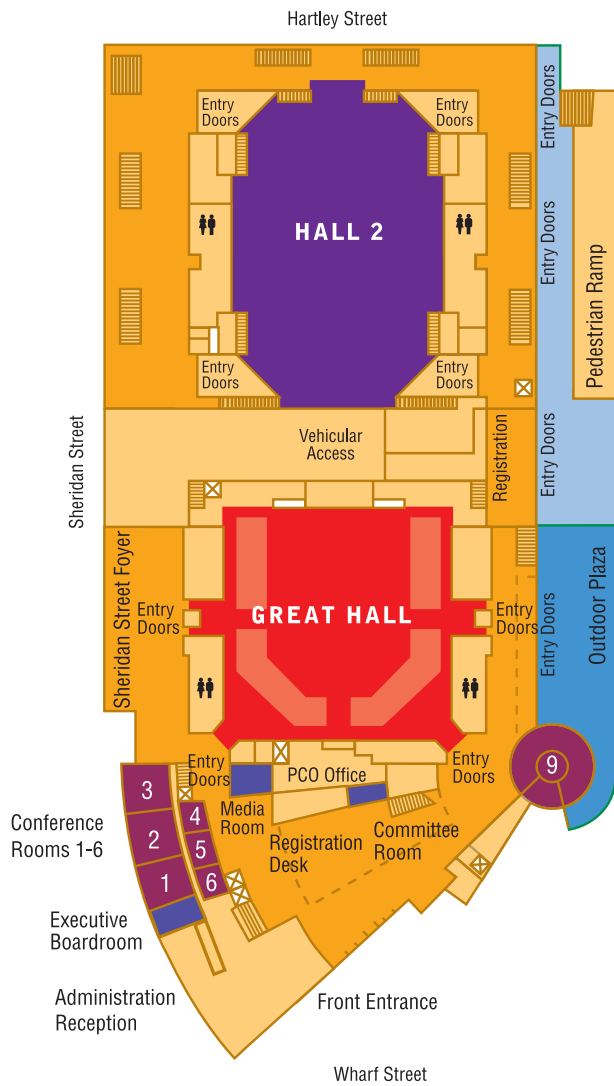 Hartley Street
Entry
Doors
Entry
Doors
Entry Doors
HALL 2
Entry Doors
Pedestrian Ramp
Entry
Doors
Entry
Doors
Sheridan Street
Vehicular
Access
Registration
Entry Doors
Sheridan Street Foyer
Entry
Doors
GREAT HALL
Entry
Doors
Entry Doors
Outdoor Plaza
Entry
Doors
PCO Office
Entry
Doors
9
3
Media
Room
4
Conference
Rooms 1-6
2
5
Registration
Desk
Committee
Room
1
6
Executive
Boardroom
Administration
Reception
Front Entrance
Wharf Street